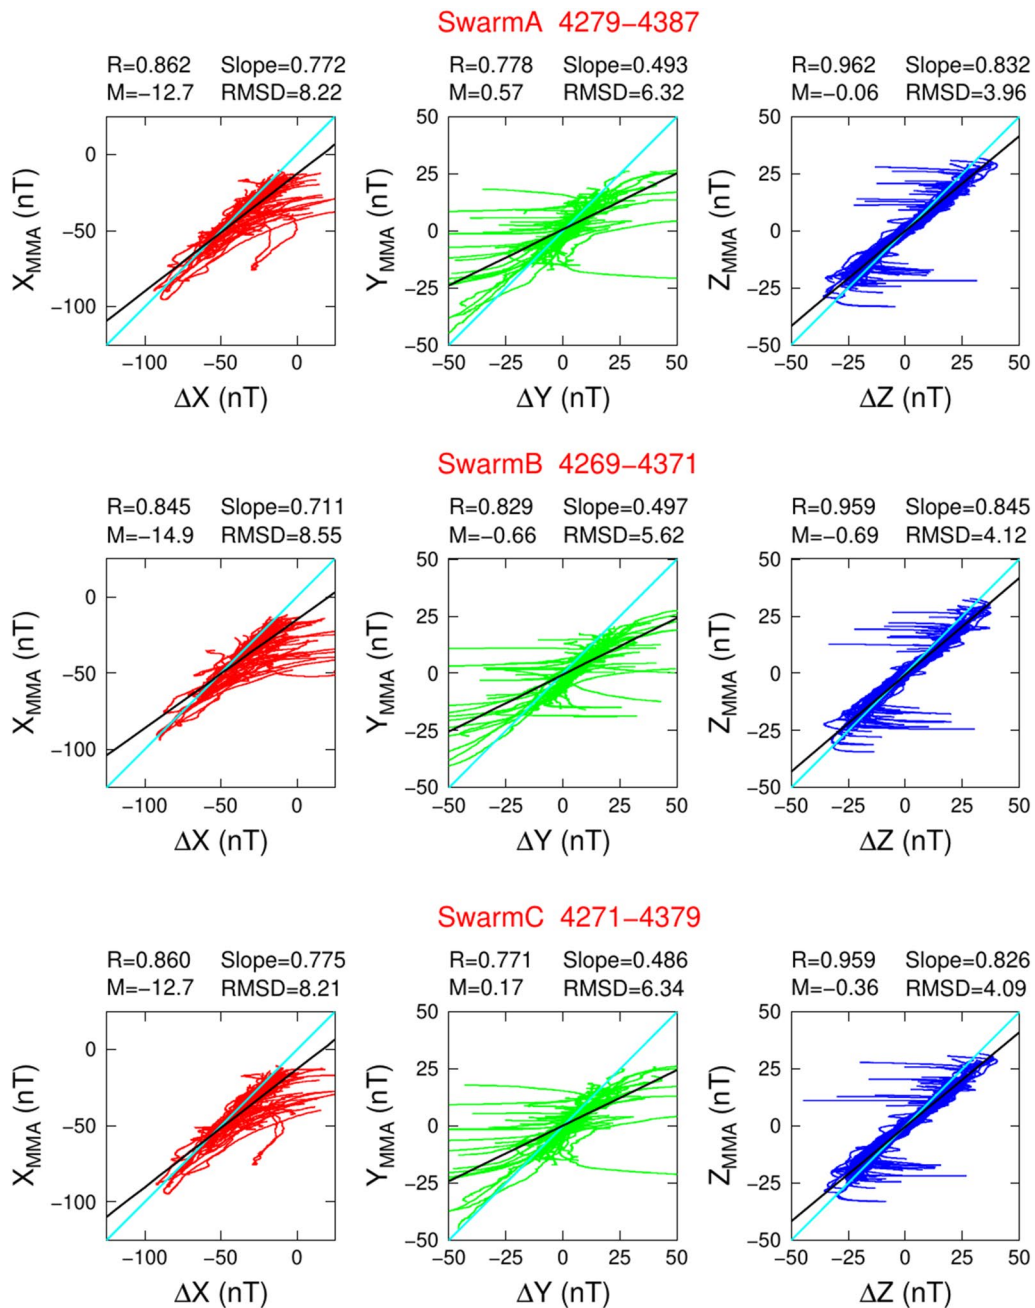 SwarmA 4279−4387
R=0.862 Slope=0.772 R=0.778 Slope=0.493 R=0.962 Slope=0.832
M=−12.7 RMSD=8.22 M=0.57 RMSD=6.32 M=−0.06 RMSD=3.96
X_MMA (nT)
0
−50
−100
−100 −50 0
ΔX (nT)
Y_MMA (nT)
50
25
0
−25
−50
−50 −25 0 25 50
ΔY (nT)
Z_MMA (nT)
50
25
0
−25
−50
−50 −25 0 25 50
ΔZ (nT)
SwarmB 4269−4371
R=0.845 Slope=0.711 R=0.829 Slope=0.497 R=0.959 Slope=0.845
M=−14.9 RMSD=8.55 M=−0.66 RMSD=5.62 M=−0.69 RMSD=4.12
X_MMA (nT)
0
−50
−100
−100 −50 0
ΔX (nT)
Y_MMA (nT)
50
25
0
−25
−50
−50 −25 0 25 50
ΔY (nT)
Z_MMA (nT)
50
25
0
−25
−50
−50 −25 0 25 50
ΔZ (nT)
SwarmC 4271−4379
R=0.860 Slope=0.775 R=0.771 Slope=0.486 R=0.959 Slope=0.826
M=−12.7 RMSD=8.21 M=0.17 RMSD=6.34 M=−0.36 RMSD=4.09
X_MMA (nT)
0
−50
−100
−100 −50 0
ΔX (nT)
Y_MMA (nT)
50
25
0
−25
−50
−50 −25 0 25 50
ΔY (nT)
Z_MMA (nT)
50
25
0
−25
−50
−50 −25 0 25 50
ΔZ (nT)